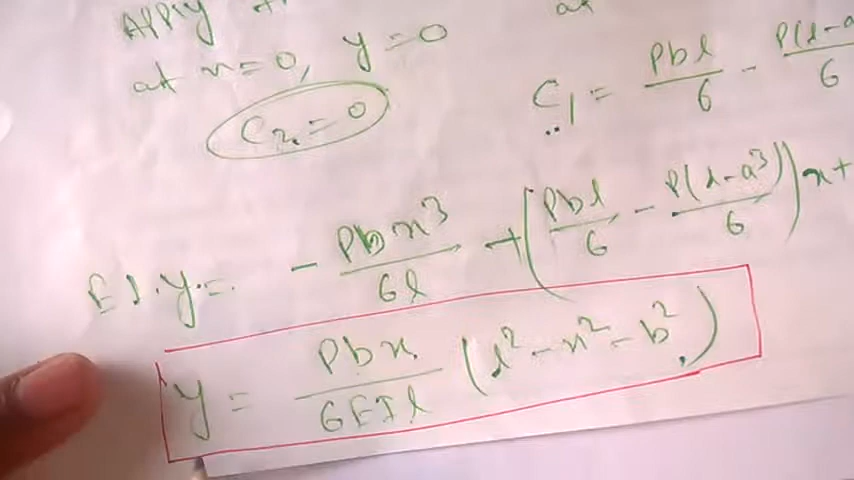 Apply at
at x=0, y=0
C₂ = 0
C₁ = Pbl/6 - P(l-a/6
EI.y = - Pbx³/6l + (Pbl/6 - P(l-a³)/6)x +
y = Pbx/6EIl (l² - x² - b²)